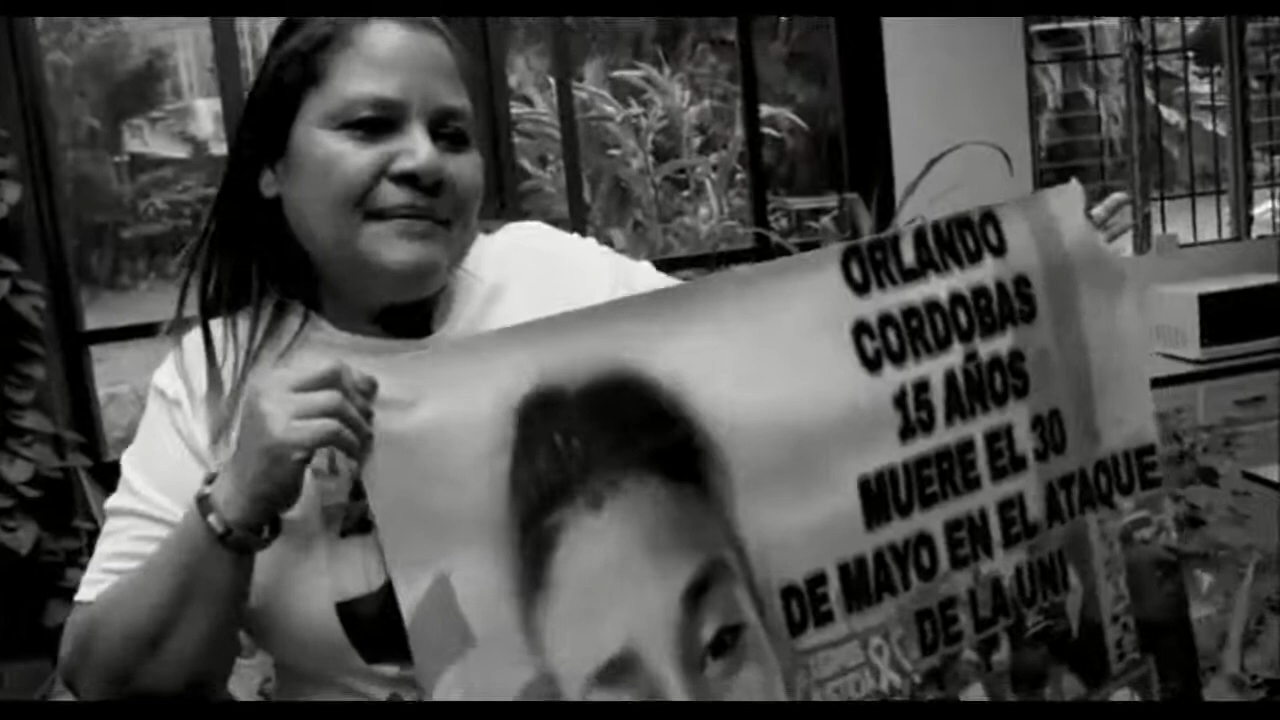 ORLANDO
CORDOBAS
15 AÑOS
MUERE EL 30
DE MAYO EN EL ATAQUE
DE LA UNI